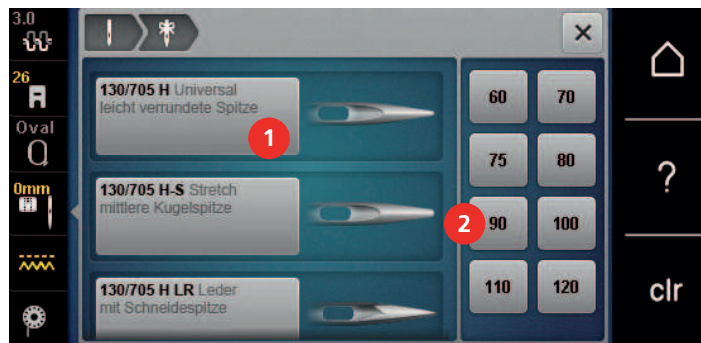 3.0
26
Oval
0mm
130/705 H Universal
leicht verrundete Spitze
1
130/705 H-S Stretch
mittlere Kugelspitze
2
130/705 H LR Leder
mit Schneidespitze
60 70
75 80
90 100
110 120
?
clr